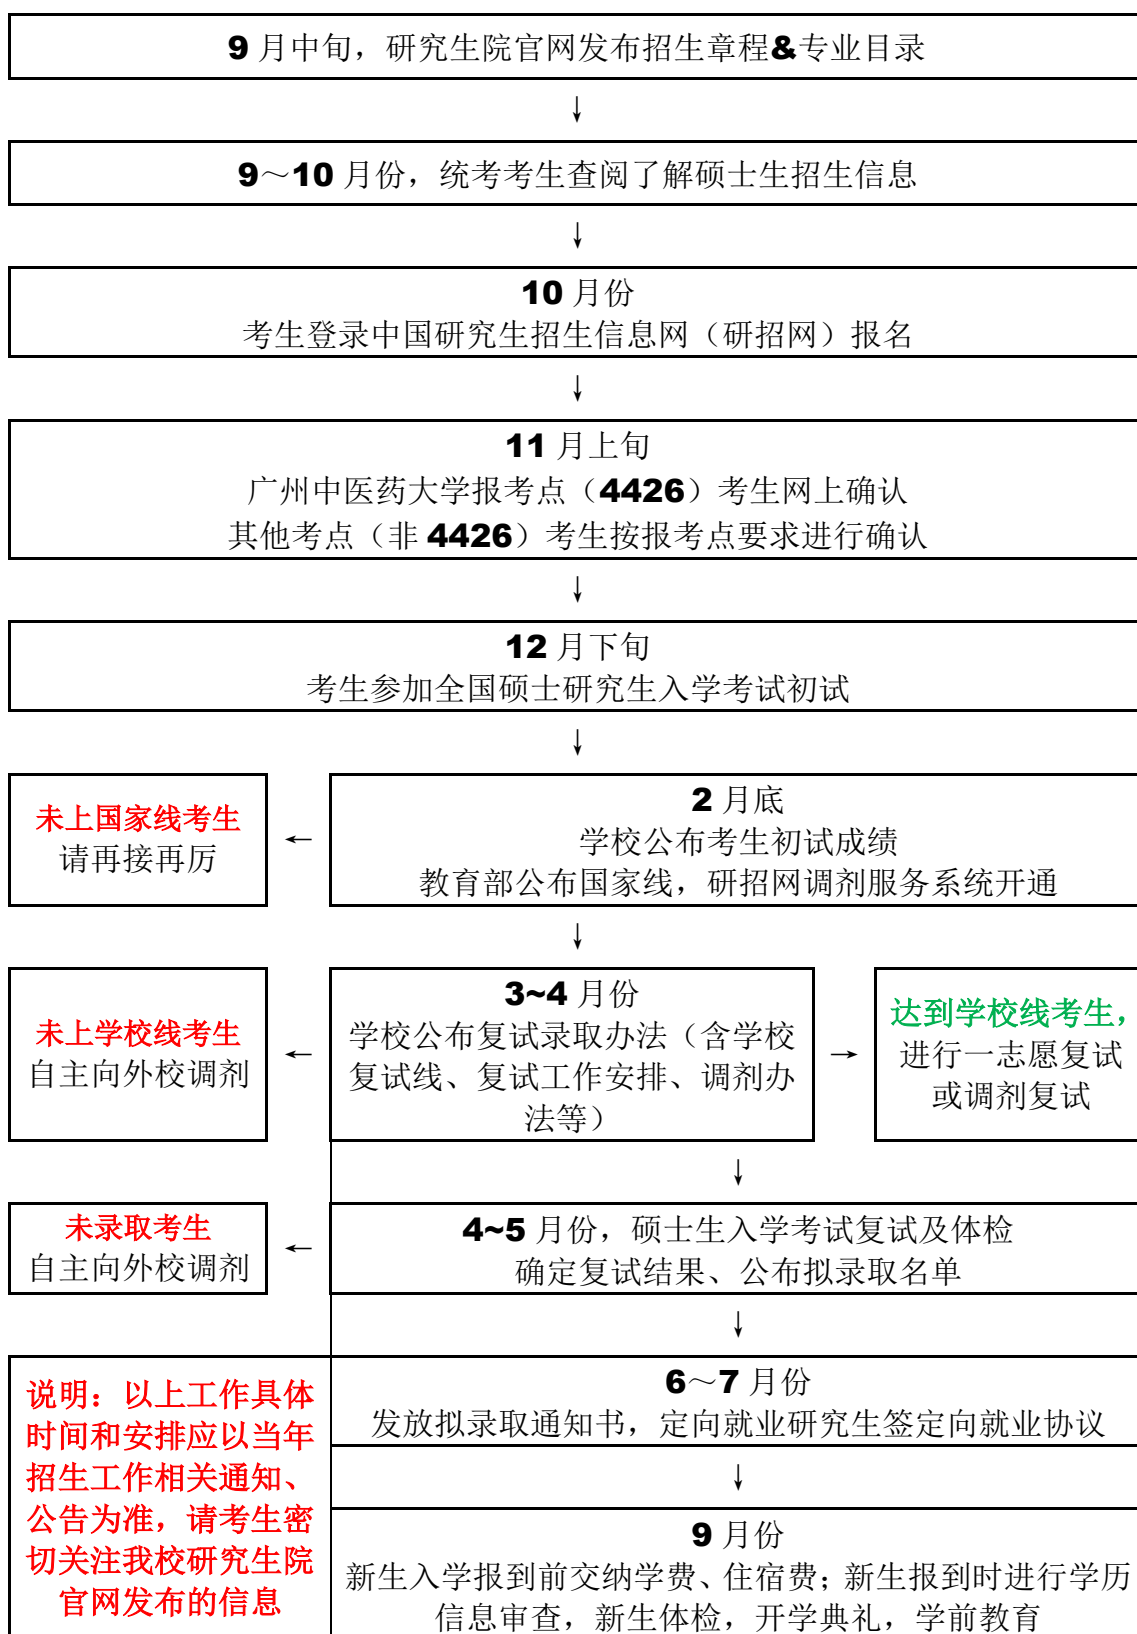 9 月中旬，研究生院官网发布招生章程&专业目录
↓
9～10 月份，统考考生查阅了解硕士生招生信息
↓
10 月份
考生登录中国研究生招生信息网（研招网）报名
↓
11 月上旬
广州中医药大学报考点（4426）考生网上确认
其他考点（非 4426）考生按报考点要求进行确认
↓
12 月下旬
考生参加全国硕士研究生入学考试初试
↓
未上国家线考生
请再接再厉
←
2 月底
学校公布考生初试成绩
教育部公布国家线，研招网调剂服务系统开通
↓
未上学校线考生
自主向外校调剂
←
3~4 月份
学校公布复试录取办法（含学校
复试线、复试工作安排、调剂办
法等）
→
达到学校线考生，
进行一志愿复试
或调剂复试
↓
未录取考生
自主向外校调剂
←
4~5 月份，硕士生入学考试复试及体检
确定复试结果、公布拟录取名单
↓
说明：以上工作具体
时间和安排应以当年
招生工作相关通知、
公告为准，请考生密
切关注我校研究生院
官网发布的信息
6～7 月份
发放拟录取通知书，定向就业研究生签定向就业协议
↓
9 月份
新生入学报到前交纳学费、住宿费；新生报到时进行学历
信息审查，新生体检，开学典礼，学前教育